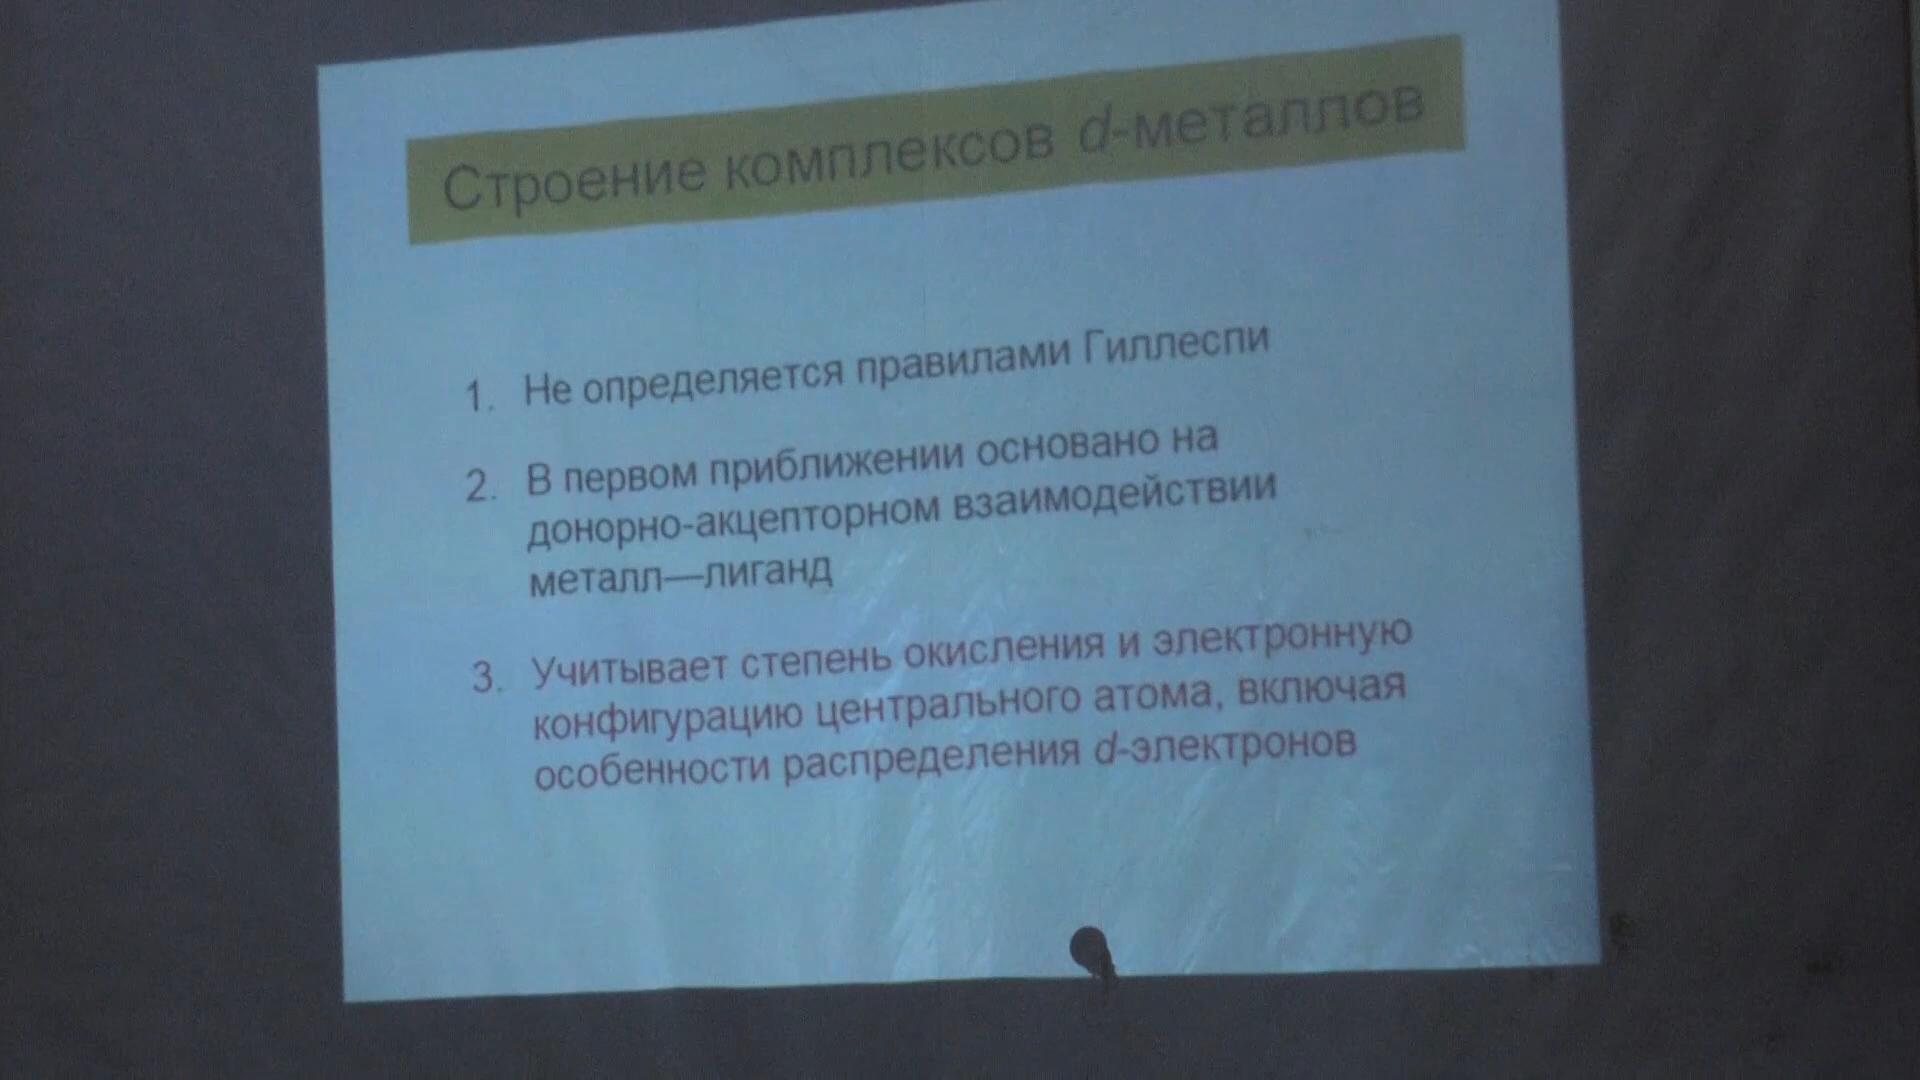 Строение комплексов d-металлов
1. Не определяется правилами Гиллеспи
2. В первом приближении основано на
донорно-акцепторном взаимодействии
металл—лиганд
3. Учитывает степень окисления и электронную
конфигурацию центрального атома, включая
особенности распределения d-электронов